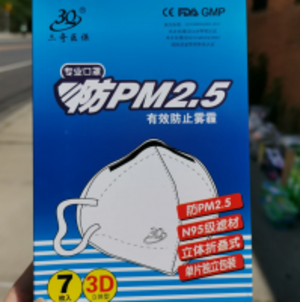 3Q
三奇医保
CE FDA GMP
专业口罩
防PM2.5
有效防止雾霾
3Q
防PM2.5
N95级滤材
立体折叠式
单片独立包装
7
3D